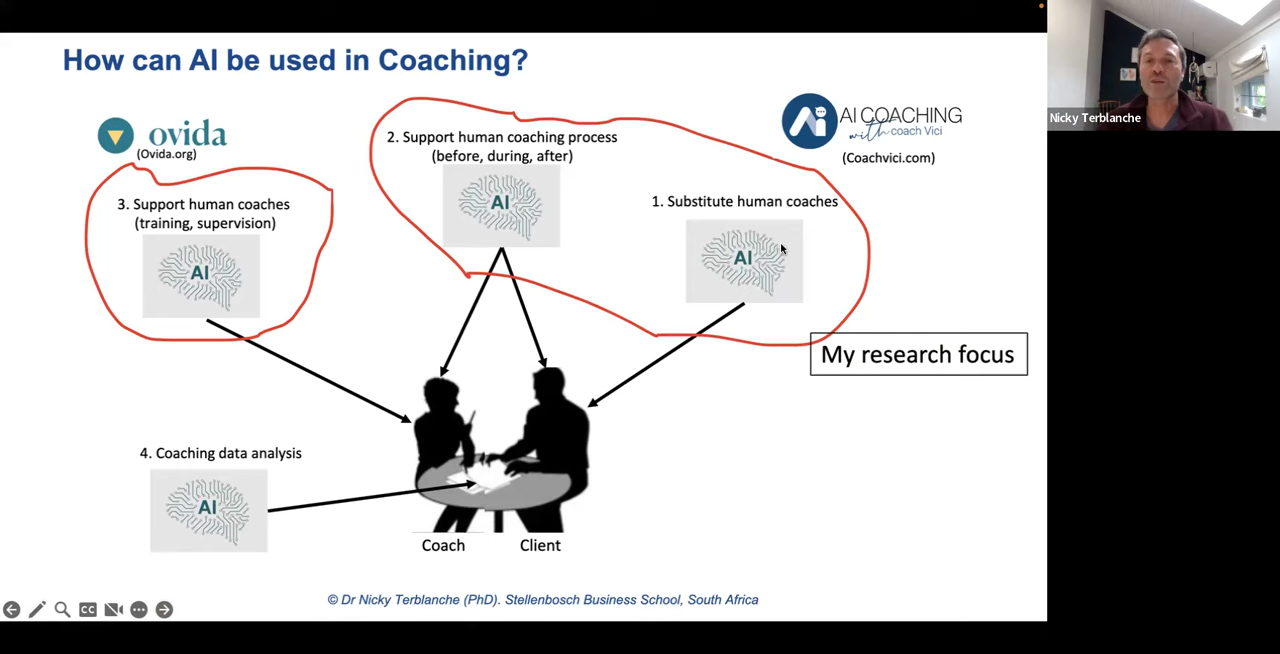 How can AI be used in Coaching?
ovida
(Ovida.org)
2. Support human coaching process
(before, during, after)
AI
Ai AI COACHING
with coach Vici
(Coachvici.com)
3. Support human coaches
(training, supervision)
AI
1. Substitute human coaches
AI
My research focus
4. Coaching data analysis
AI
Coach
Client
© Dr Nicky Terblanche (PhD). Stellenbosch Business School, South Africa
CC
Nicky Terblanche